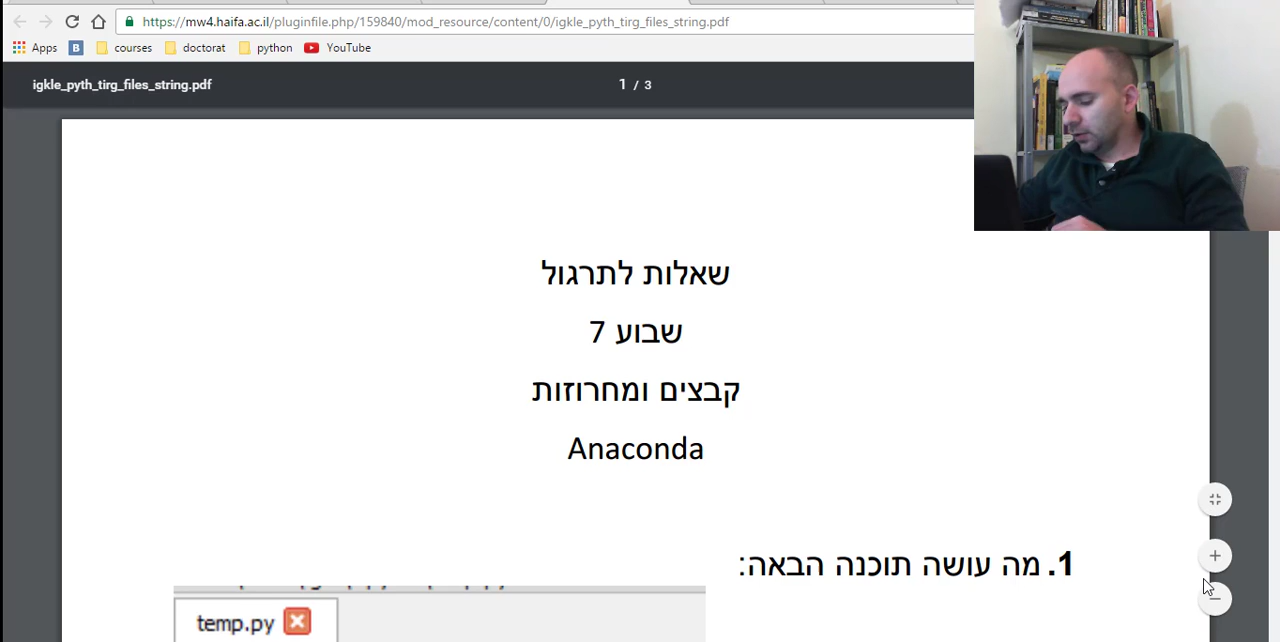 https://mw4.haifa.ac.il/pluginfile.php/159840/mod_resource/content/0/igkle_pyth_tirg_files_string.pdf
Apps B courses doctorat python YouTube
igkle_pyth_tirg_files_string.pdf 1 / 3
שאלות לתרגול
שבוע 7
קבצים ומחרוזות
Anaconda
1. מה עושה תוכנה הבאה:
temp.py